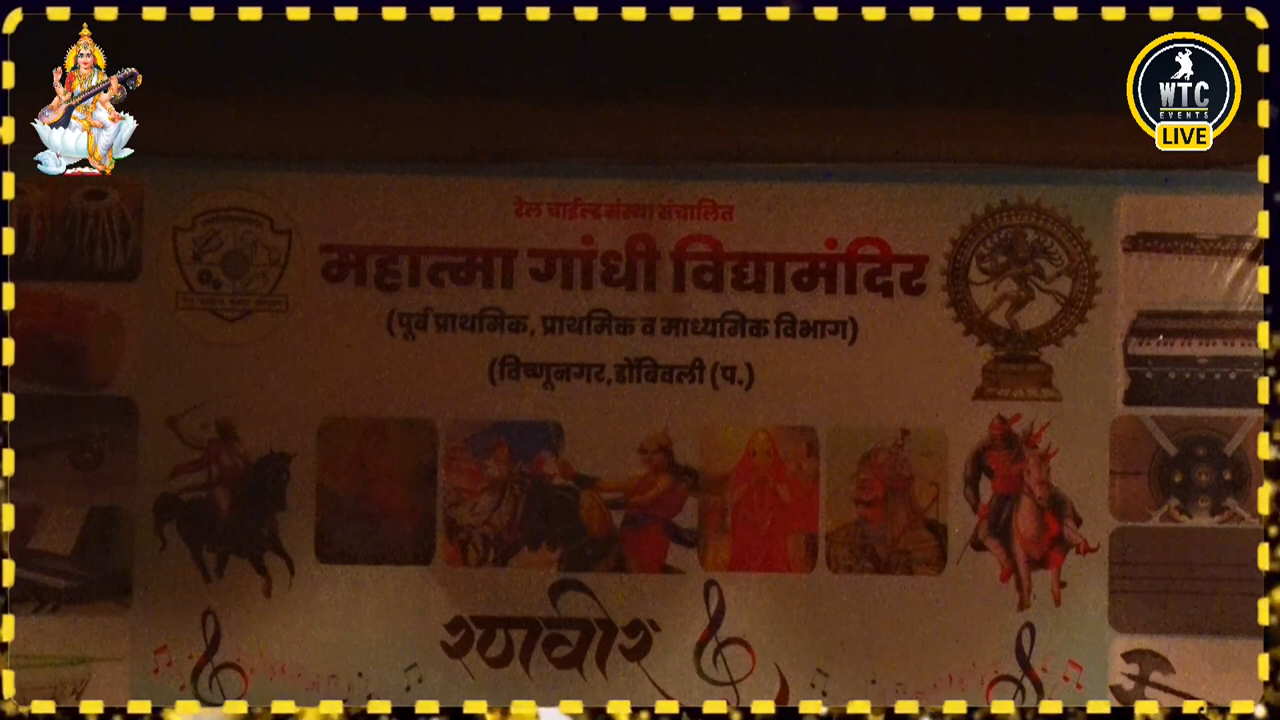 WTC
EVENTS
LIVE
रेल चाईल्ड संस्था संचालित
महात्मा गांधी विद्यामंदिर
(पूर्व प्राथमिक, प्राथमिक व माध्यमिक विभाग)
(विष्णूनगर,डोंबिवली (प.)
रणवीर